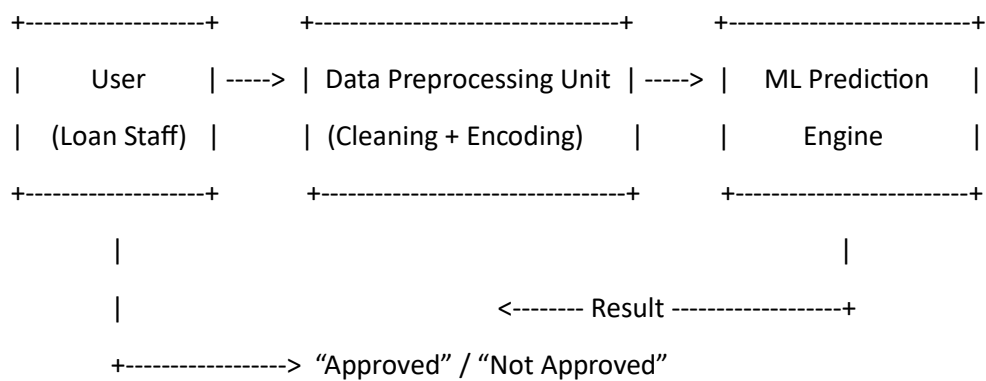 +--------------------+ +----------------------------------+ +---------------------------+
| User | -----> | Data Preprocessing Unit | -----> | ML Prediction |
| (Loan Staff) | | (Cleaning + Encoding) | | Engine |
+--------------------+ +----------------------------------+ +---------------------------+
| |
| <-------- Result -------------------+
+------------------> “Approved” / “Not Approved”